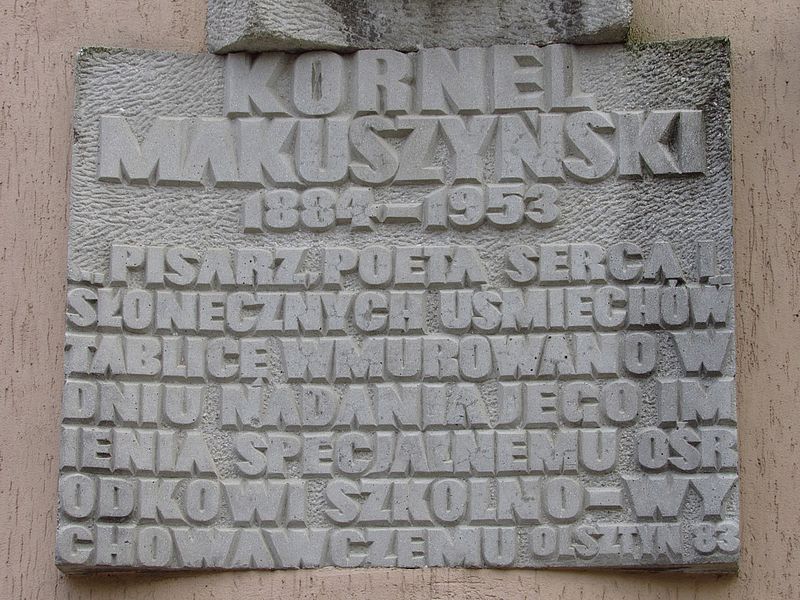 KORNEL
MAKUSZYŃSKI
1884–1953
...PISARZ, POETA SERCA I
SŁONECZNYCH UŚMIECHÓW
TABLICĘ WMUROWANO W
DNIU NADANIA JEGO IM
IENIA SPECJALNEMU OŚR
ODKOWI SZKOLNO–WY
CHOWAWCZEMU OLSZTYN 83